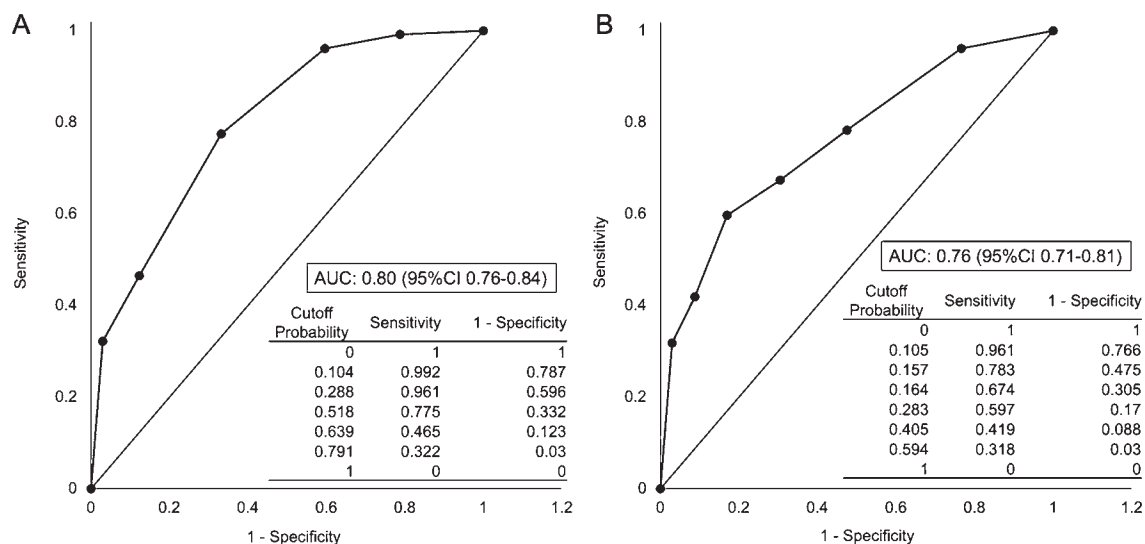 A
1
0.8
0.6
0.4
0.2
0
Sensitivity
0 0.2 0.4 0.6 0.8 1 1.2
1 - Specificity
AUC: 0.80 (95%CI 0.76-0.84)
Cutoff Probability Sensitivity 1 - Specificity
0 1 1
0.104 0.992 0.787
0.288 0.961 0.596
0.518 0.775 0.332
0.639 0.465 0.123
0.791 0.322 0.03
1 0 0
B
1
0.8
0.6
0.4
0.2
0
Sensitivity
0 0.2 0.4 0.6 0.8 1 1.2
1 - Specificity
AUC: 0.76 (95%CI 0.71-0.81)
Cutoff Probability Sensitivity 1 - Specificity
0 1 1
0.105 0.961 0.766
0.157 0.783 0.475
0.164 0.674 0.305
0.283 0.597 0.17
0.405 0.419 0.088
0.594 0.318 0.03
1 0 0